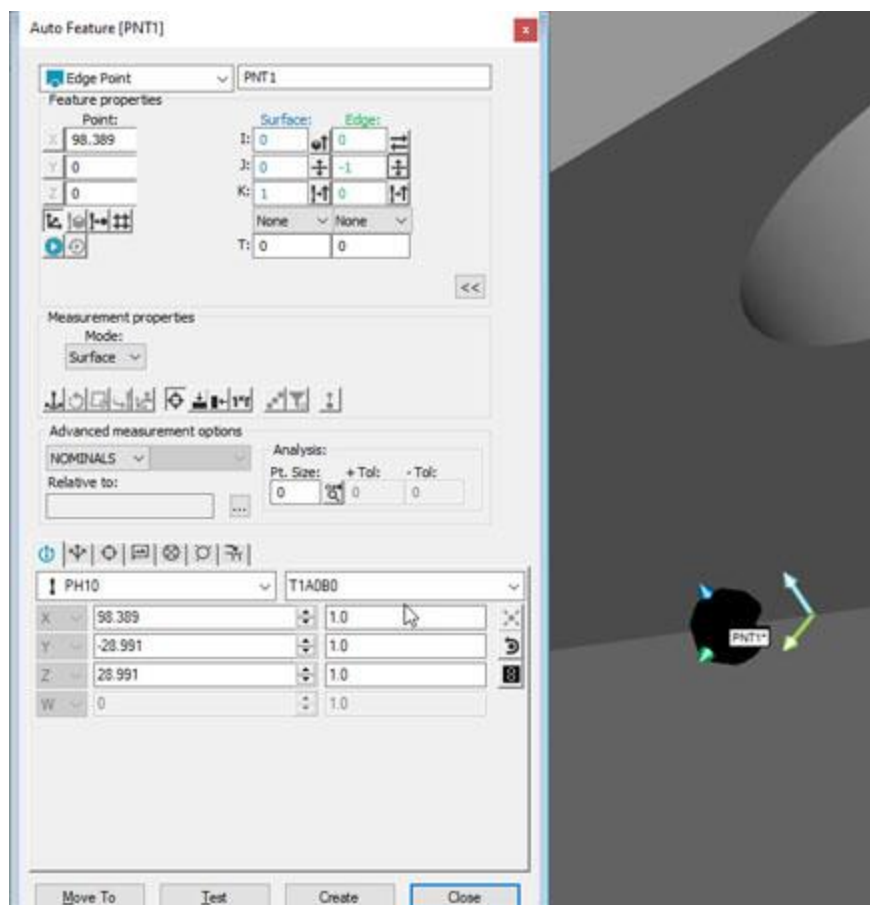 Auto Feature [PNT1]
x
Edge Point PNT1
Feature properties
Point: Surface: Edge:
X 98.389 I: 0 0
Y 0 J: 0 -1
Z 0 K: 1 0
None None
T: 0 0
<<
Measurement properties
Mode:
Surface
Advanced measurement options
NOMINALS
Analysis:
Relative to: Pt. Size: + Tol: - Tol:
0 0 0
...
PH10 T1A0B0
X 98.389 1.0
Y -28.991 1.0
Z 28.991 1.0
W 0 1.0
Move To Test Create Close
PNT1*